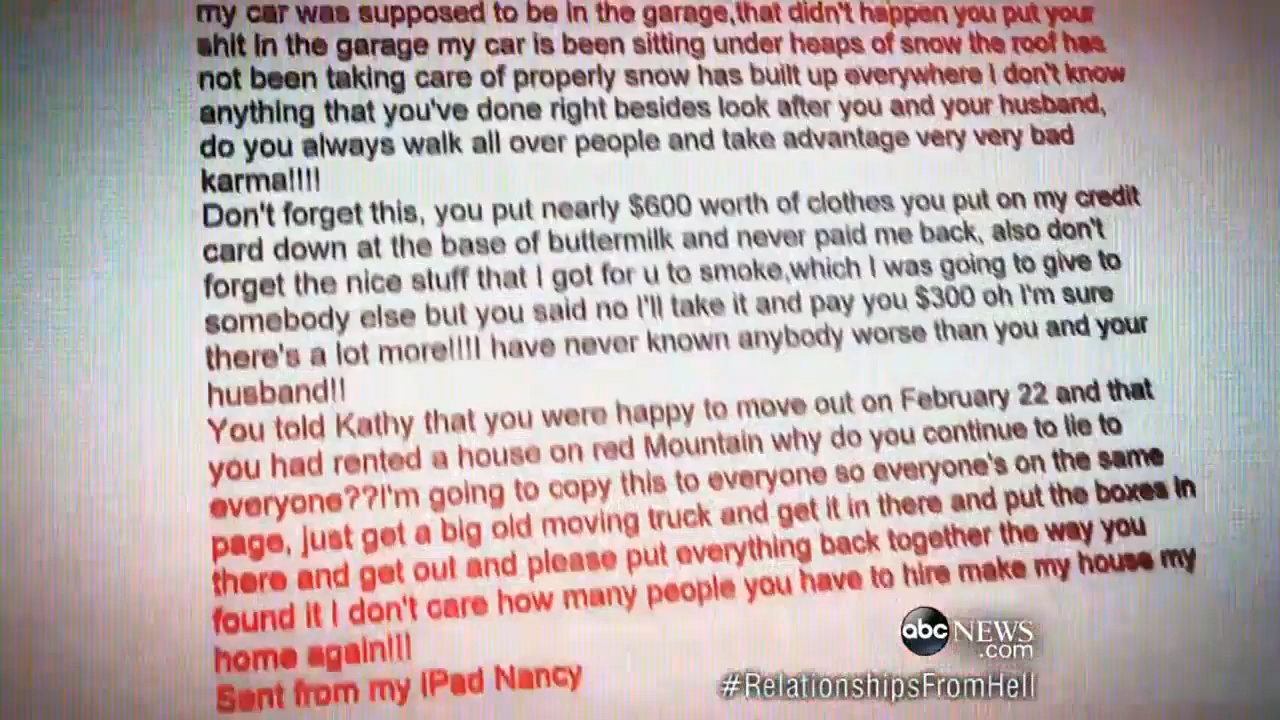 my car was supposed to be in the garage,that didn't happen you put your
shit in the garage my car is been sitting under heaps of snow the roof has
not been taking care of properly snow has built up everywhere I don't know
anything that you've done right besides look after you and your husband,
do you always walk all over people and take advantage very very bad
karma!!!!
Don't forget this, you put nearly $600 worth of clothes you put on my credit
card down at the base of buttermilk and never paid me back, also don't
forget the nice stuff that I got for u to smoke,which I was going to give to
somebody else but you said no I'll take it and pay you $300 oh I'm sure
there's a lot more!!!!I have never known anybody worse than you and your
husband!!
You told Kathy that you were happy to move out on February 22 and that
you had rented a house on red Mountain why do you continue to lie to
everyone??I'm going to copy this to everyone so everyone's on the same
page, just get a big old moving truck and get it in there and put the boxes in
there and get out and please put everything back together the way you
found it I don't care how many people you have to hire make my house my
home again!!!
Sent from my iPad Nancy
abc NEWS
.com
#RelationshipsFromHell